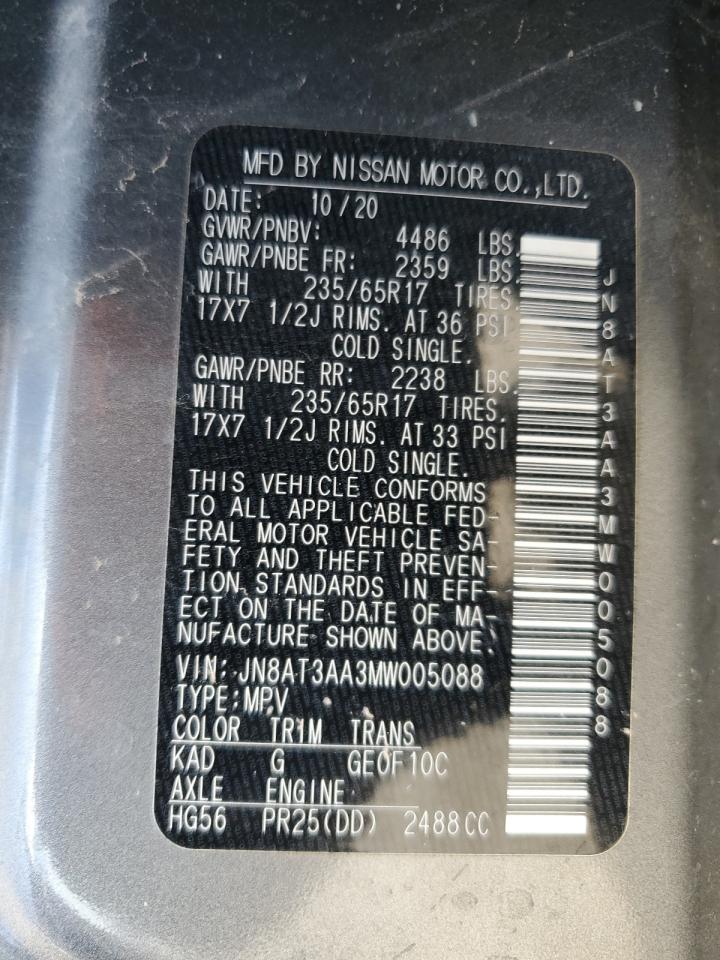 MFD BY NISSAN MOTOR CO.,LTD.
DATE: 10/20
GVWR/PNBV: 4486 LBS.
GAWR/PNBE FR: 2359 LBS.
WITH 235/65R17 TIRES.
17X7 1/2J RIMS. AT 36 PSI
COLD SINGLE.
GAWR/PNBE RR: 2238 LBS.
WITH 235/65R17 TIRES.
17X7 1/2J RIMS. AT 33 PSI
COLD SINGLE.
THIS VEHICLE CONFORMS
TO ALL APPLICABLE FED-
ERAL MOTOR VEHICLE SA-
FETY AND THEFT PREVEN-
TION STANDARDS IN EFF-
ECT ON THE DATE OF MA-
NUFACTURE SHOWN ABOVE.
VIN: JN8AT3AA3MW005088
TYPE:MPV
COLOR TRIM TRANS
KAD G GE0F10C
AXLE ENGINE
HG56 PR25(DD) 2488CC
JN8AT3AA3MW005088